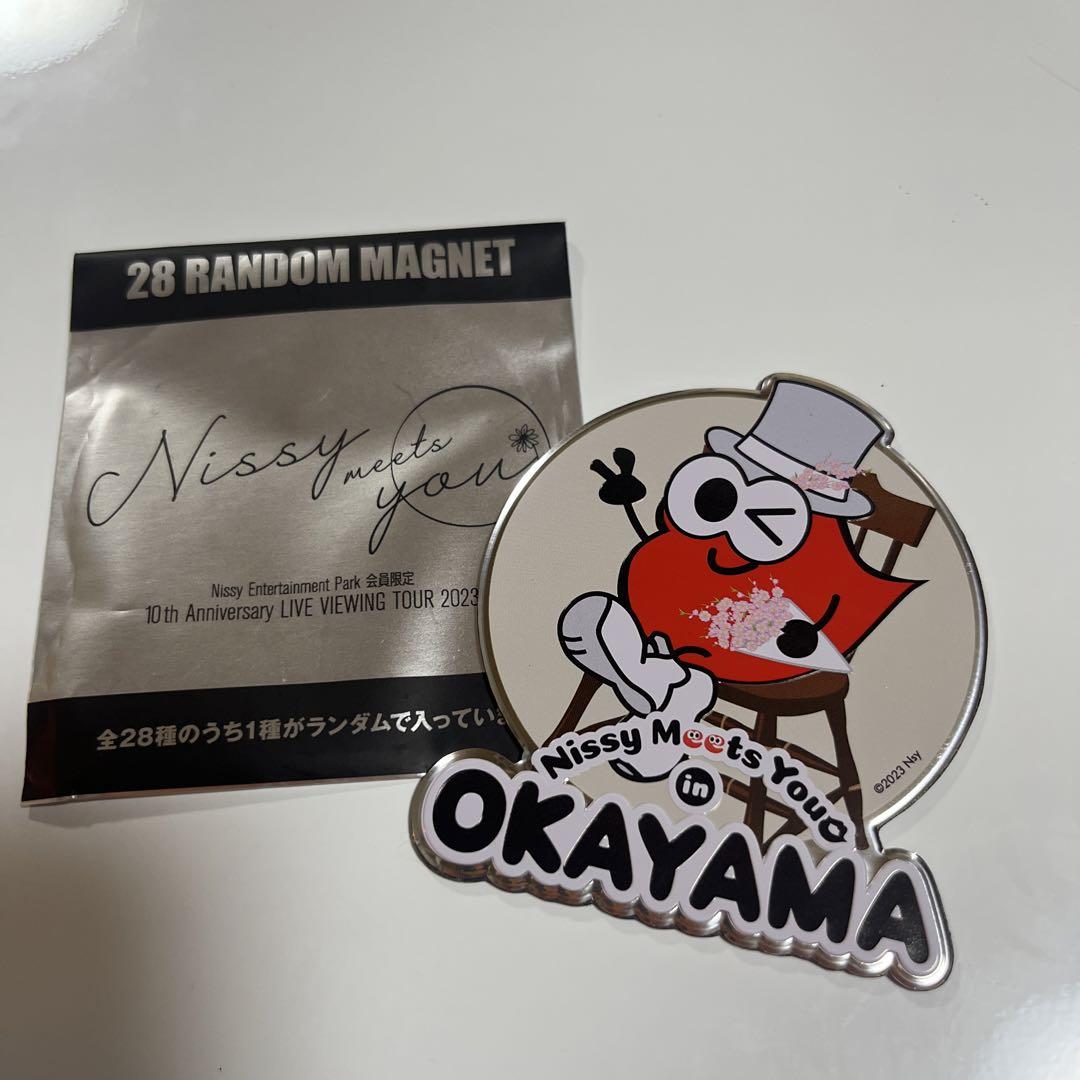 28 RANDOM MAGNET
Nissy meets you
Nissy Entertainment Park 会員限定
10th Anniversary LIVE VIEWING TOUR 2023
全28種のうち1種がランダムで入ってい
©2023 Nsy
Nissy Meets You
in
OKAYAMA